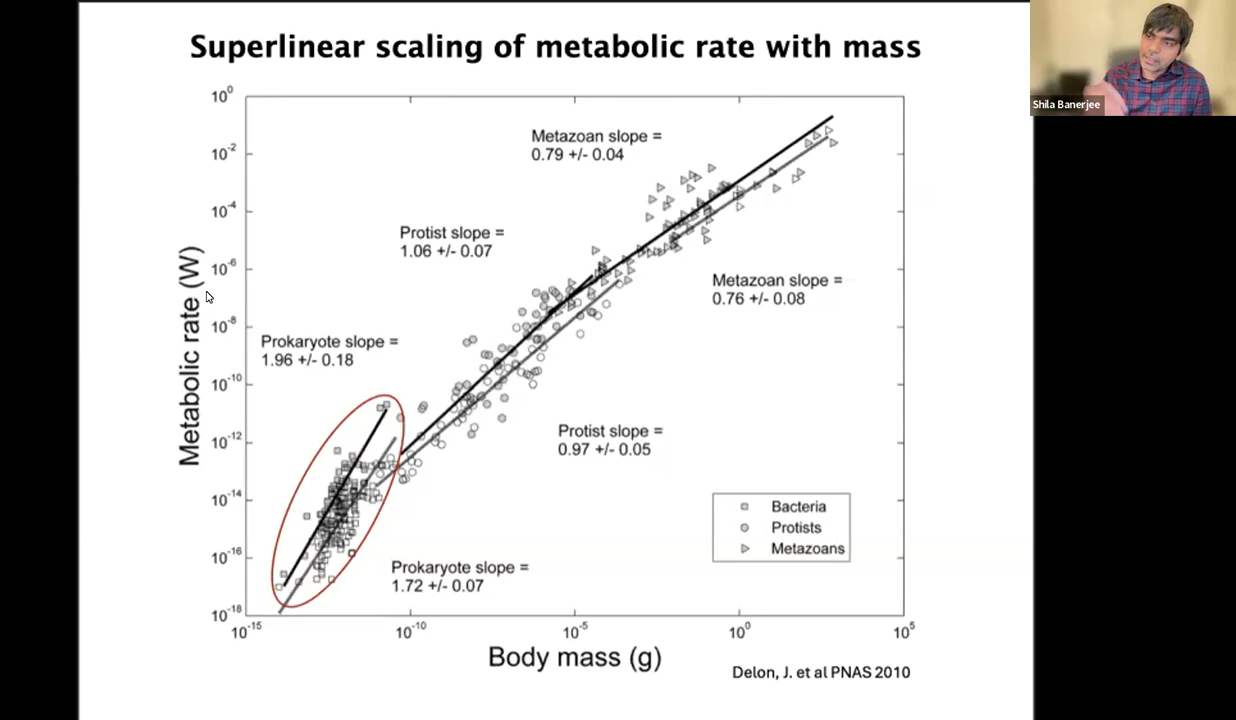 Superlinear scaling of metabolic rate with mass
Shila Banerjee
10^0
10^-2
10^-4
10^-6
10^-8
10^-10
10^-12
10^-14
10^-16
10^-18
Metabolic rate (W)
Metazoan slope =
0.79 +/- 0.04
Protist slope =
1.06 +/- 0.07
Metazoan slope =
0.76 +/- 0.08
Prokaryote slope =
1.96 +/- 0.18
Protist slope =
0.97 +/- 0.05
Prokaryote slope =
1.72 +/- 0.07
Bacteria
Protists
Metazoans
10^-15
10^-10
10^-5
10^0
10^5
Body mass (g)
Delon, J. et al PNAS 2010